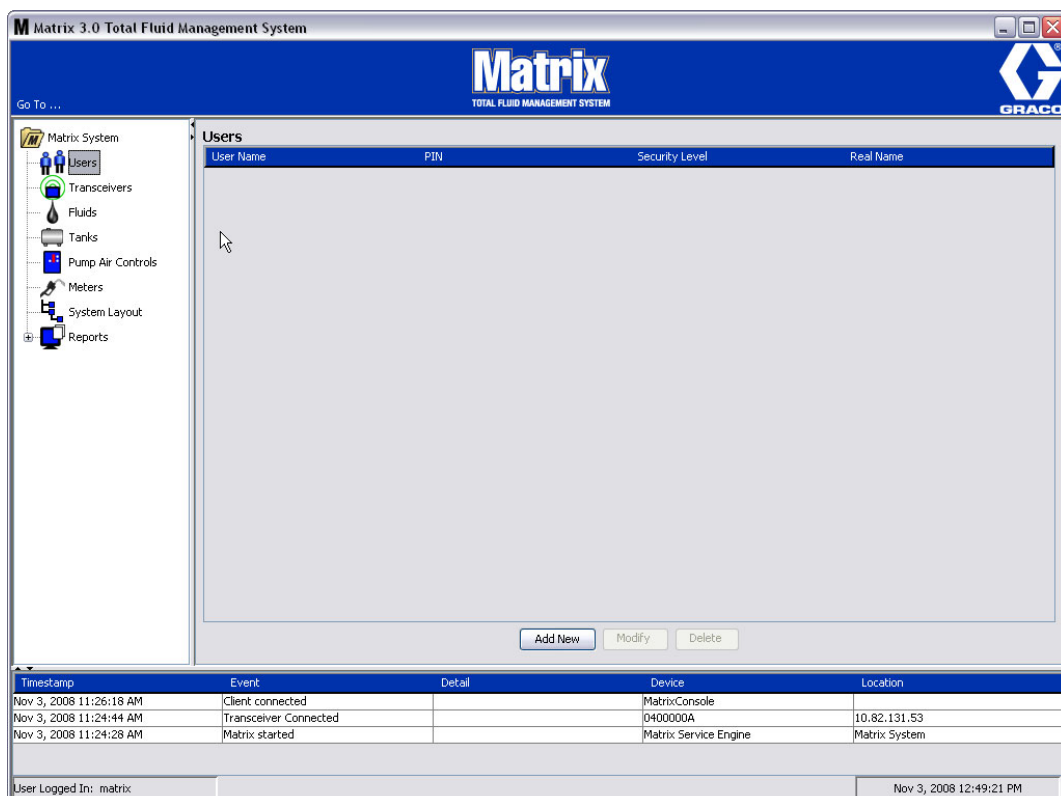 M Matrix 3.0 Total Fluid Management System
Matrix
TOTAL FLUID MANAGEMENT SYSTEM
G
GRACO
Go To ...
Matrix System
Users
Transceivers
Fluids
Tanks
Pump Air Controls
Meters
System Layout
Reports
Users
User Name PIN Security Level Real Name
Add New Modify Delete
Timestamp Event Detail Device Location
Nov 3, 2008 11:26:18 AM Client connected MatrixConsole
Nov 3, 2008 11:24:44 AM Transceiver Connected 0400000A 10.82.131.53
Nov 3, 2008 11:24:28 AM Matrix started Matrix Service Engine Matrix System
User Logged In: matrix Nov 3, 2008 12:49:21 PM